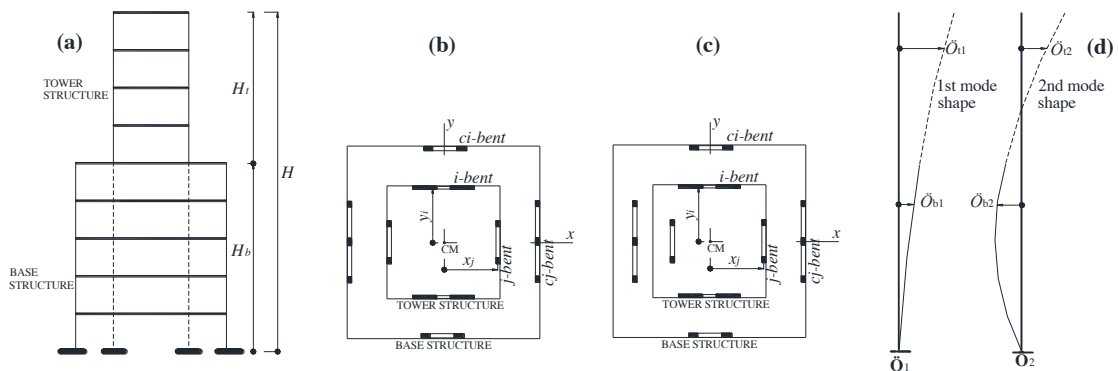 (a)
TOWER
STRUCTURE
BASE
STRUCTURE
Ht
H
Hb
(b)
y
ci-bent
i-bent
yi
x
CM
xj
j-bent
cj-bent
TOWER STRUCTURE
BASE STRUCTURE
(c)
y
ci-bent
i-bent
yi
x
CM
xj
j-bent
cj-bent
TOWER STRUCTURE
BASE STRUCTURE
(d)
Öt1
Öt2
1st mode
shape
2nd mode
shape
Öb1
Öb2
Ö1
Ö2